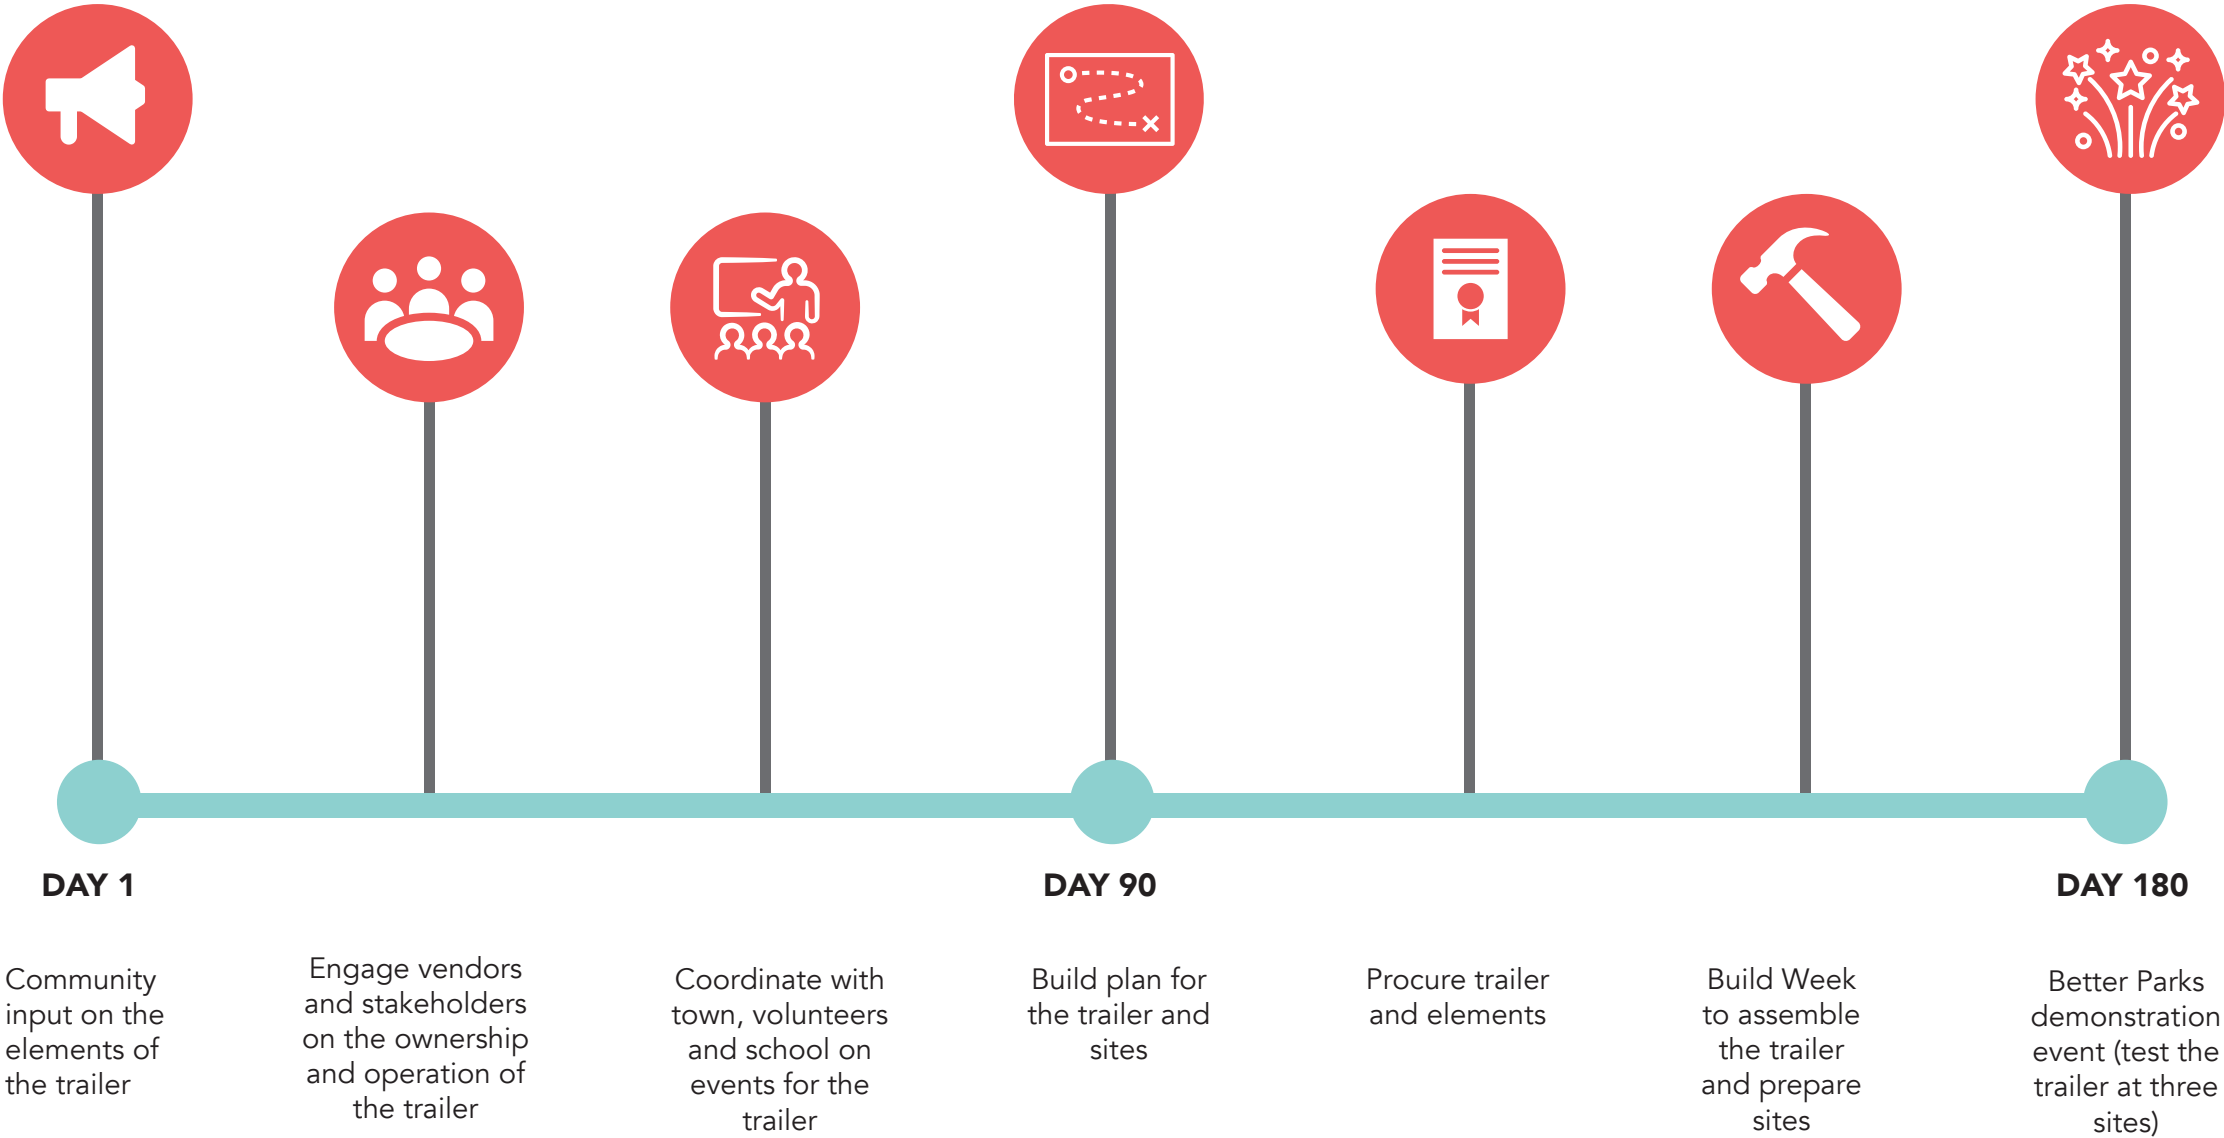 DAY 1
DAY 90
DAY 180
Community
input on the
elements of
the trailer
Engage vendors
and stakeholders
on the ownership
and operation of
the trailer
Coordinate with
town, volunteers
and school on
events for the
trailer
Build plan for
the trailer and
sites
Procure trailer
and elements
Build Week
to assemble
the trailer
and prepare
sites
Better Parks
demonstration
event (test the
trailer at three
sites)